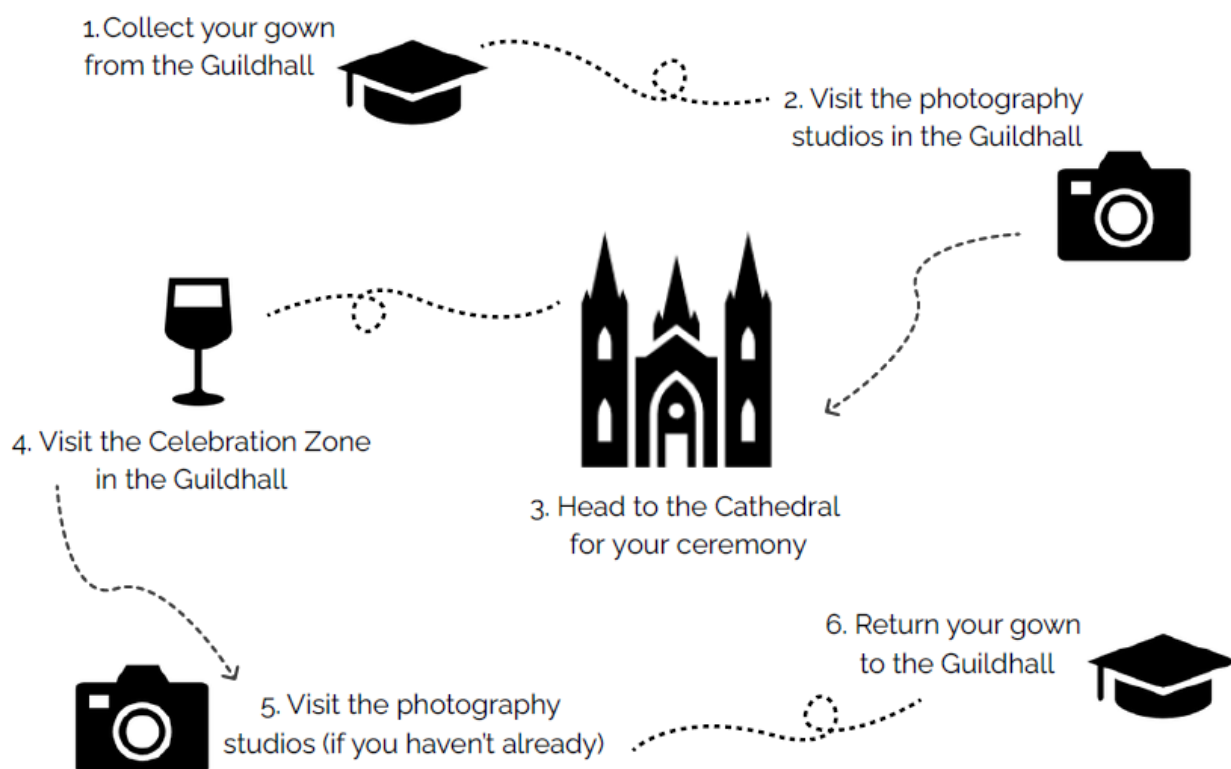 1. Collect your gown
from the Guildhall
2. Visit the photography
studios in the Guildhall
3. Head to the Cathedral
for your ceremony
4. Visit the Celebration Zone
in the Guildhall
5. Visit the photography
studios (if you haven't already)
6. Return your gown
to the Guildhall